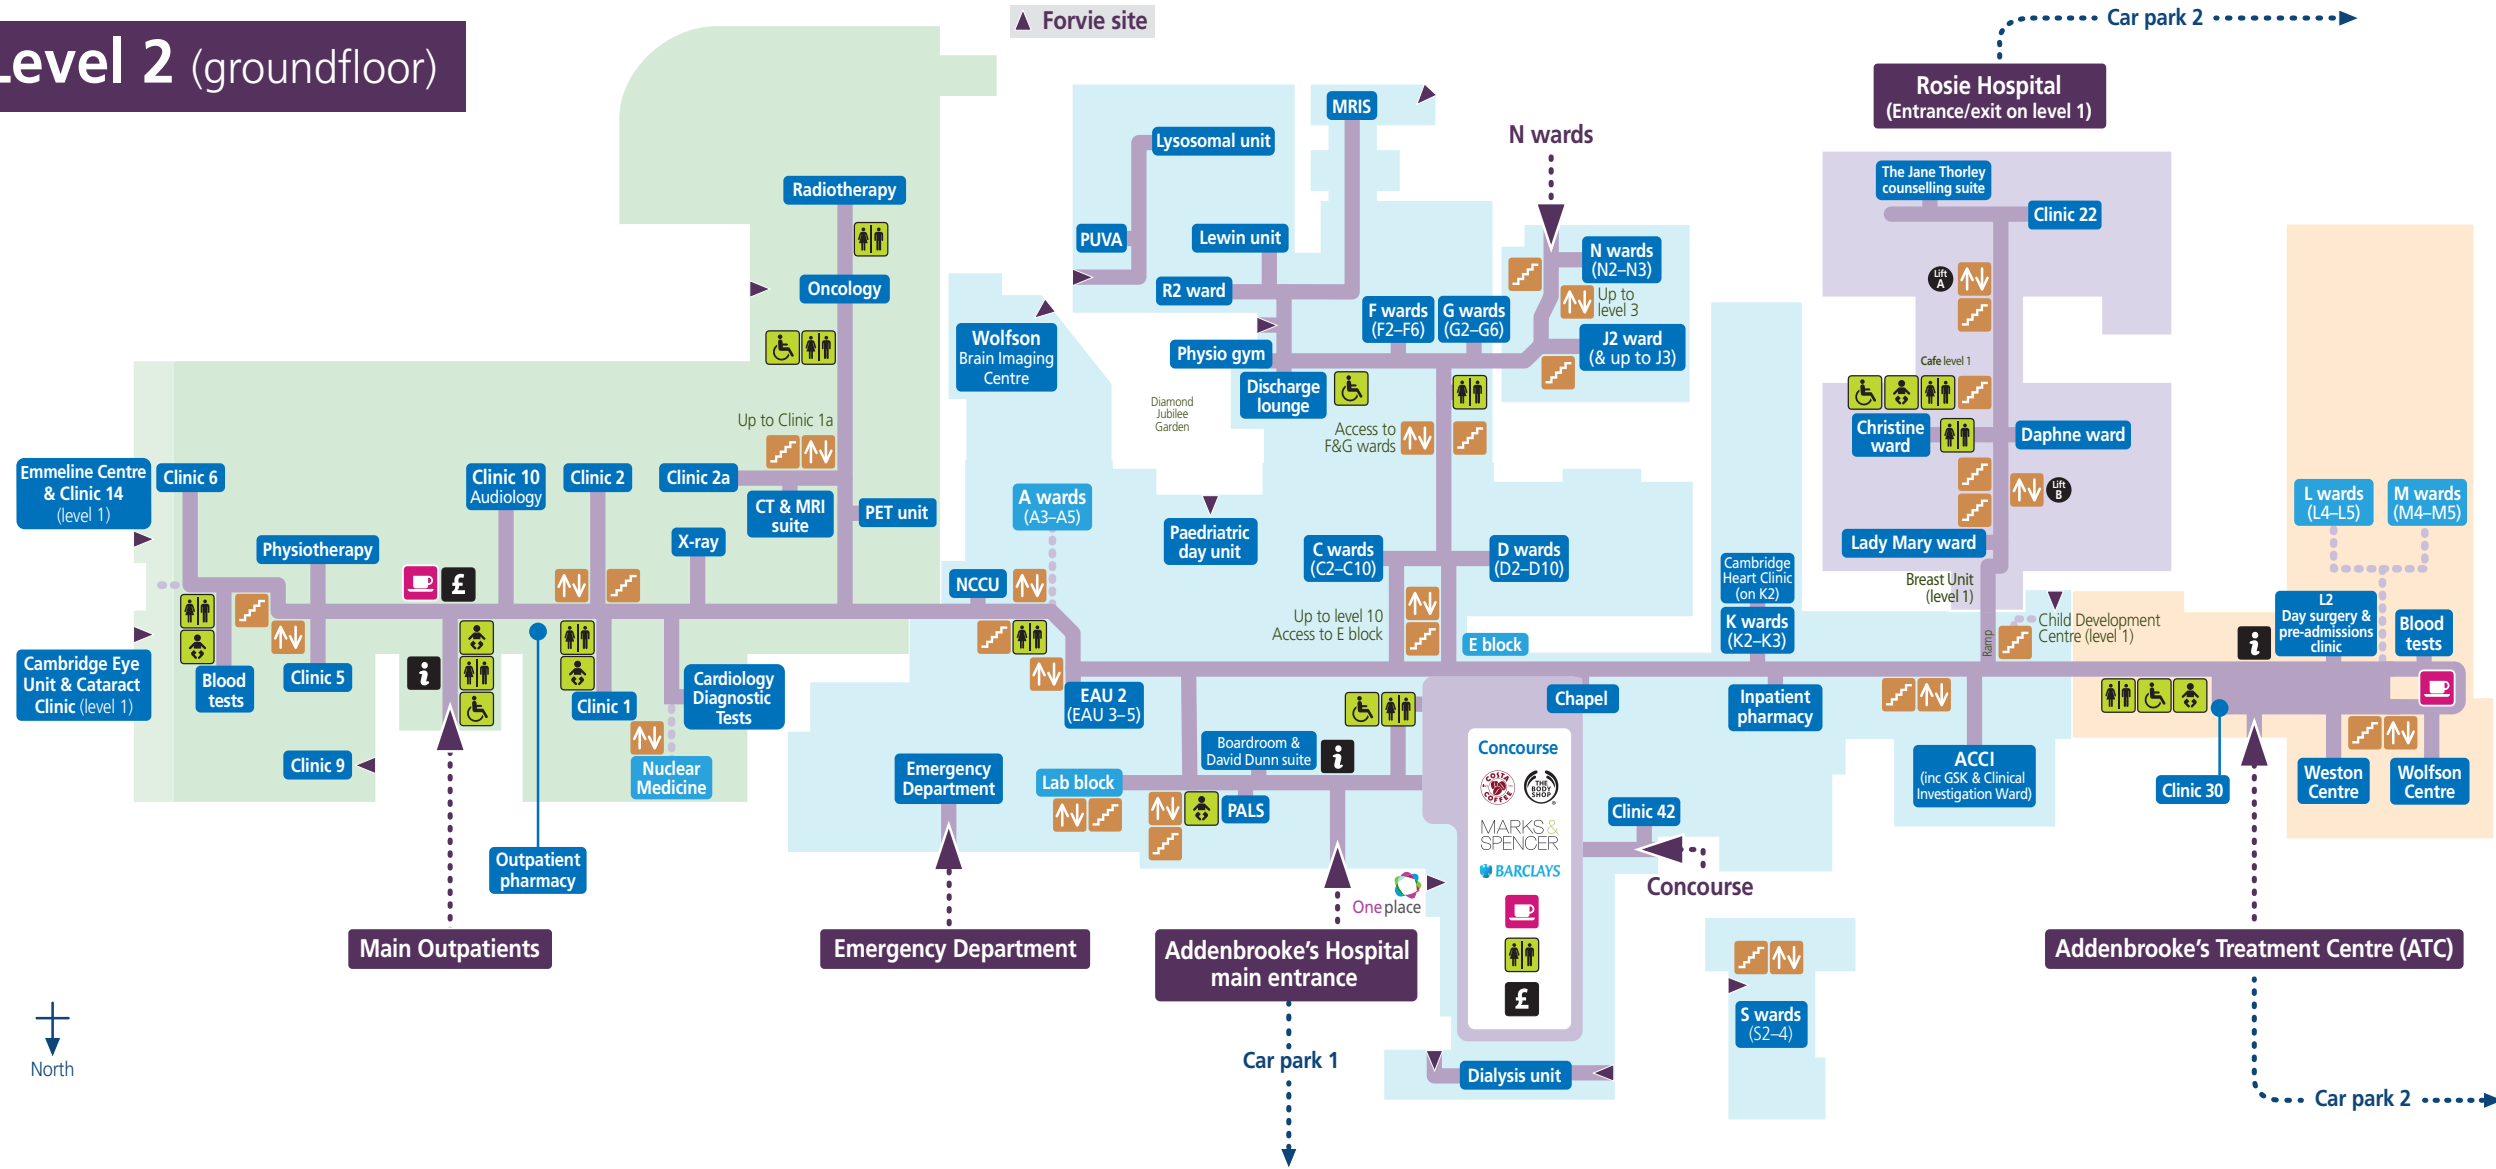 Level 2 (groundfloor)
Forvie site
Car park 2
Rosie Hospital
(Entrance/exit on level 1)
MRIS
Lysosomal unit
N wards
The Jane Thorley
counselling suite
Clinic 22
Radiotherapy
PUVA
Lewin unit
N wards
(N2–N3)
Oncology
R2 ward
Up to
level 3
Lift
A
F wards
(F2–F6)
G wards
(G2–G6)
Wolfson
Brain Imaging
Centre
Physio gym
J2 ward
(& up to J3)
Cafe level 1
Discharge
lounge
Diamond
Jubilee
Garden
Up to Clinic 1a
Access to
F&G wards
Christine
ward
Daphne ward
Emmeline Centre
& Clinic 14
(level 1)
Clinic 6
Clinic 10
Audiology
Clinic 2
Clinic 2a
CT & MRI
suite
PET unit
A wards
(A3–A5)
Lift
B
L wards
(L4–L5)
M wards
(M4–M5)
Paedriatric
day unit
Physiotherapy
X-ray
C wards
(C2–C10)
D wards
(D2–D10)
Lady Mary ward
Cambridge
Heart Clinic
(on K2)
NCCU
£
Breast Unit
(level 1)
Up to level 10
Access to E block
E block
K wards
(K2–K3)
Ramp
Child Development
Centre (level 1)
L2
Day surgery &
pre-admissions
clinic
Blood
tests
Cambridge Eye
Unit & Cataract
Clinic (level 1)
Blood
tests
Clinic 5
i
Clinic 1
Cardiology
Diagnostic
Tests
EAU 2
(EAU 3–5)
Chapel
Inpatient
pharmacy
i
Clinic 9
Nuclear
Medicine
Emergency
Department
Lab block
Boardroom &
David Dunn suite
i
PALS
Concourse
COSTA
COFFEE
THE
BODY
SHOP
MARKS &
SPENCER
BARCLAYS
£
Clinic 42
ACCI
(inc GSK & Clinical
Investigation Ward)
Clinic 30
Weston
Centre
Wolfson
Centre
Outpatient
pharmacy
One place
Concourse
Main Outpatients
Emergency Department
Addenbrooke's Hospital
main entrance
Addenbrooke's Treatment Centre (ATC)
S wards
(S2–4)
North
Car park 1
Dialysis unit
Car park 2